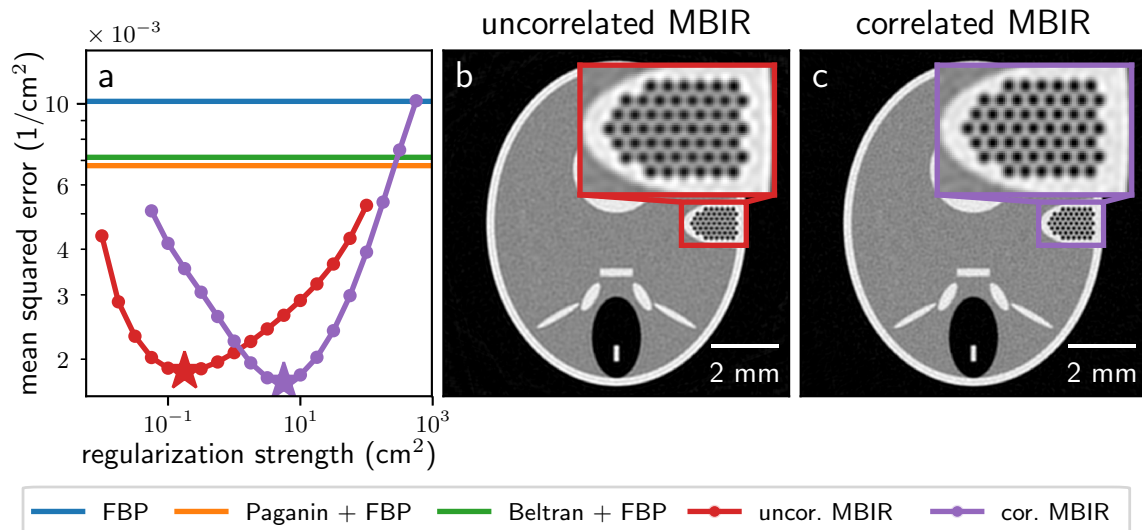 uncorrelated MBIR
correlated MBIR
× 10⁻³
a
b
c
mean squared error (1/cm²)
10
6
4
3
2
10⁻¹
10¹
10³
regularization strength (cm²)
2 mm
2 mm
FBP
Paganin + FBP
Beltran + FBP
uncor. MBIR
cor. MBIR